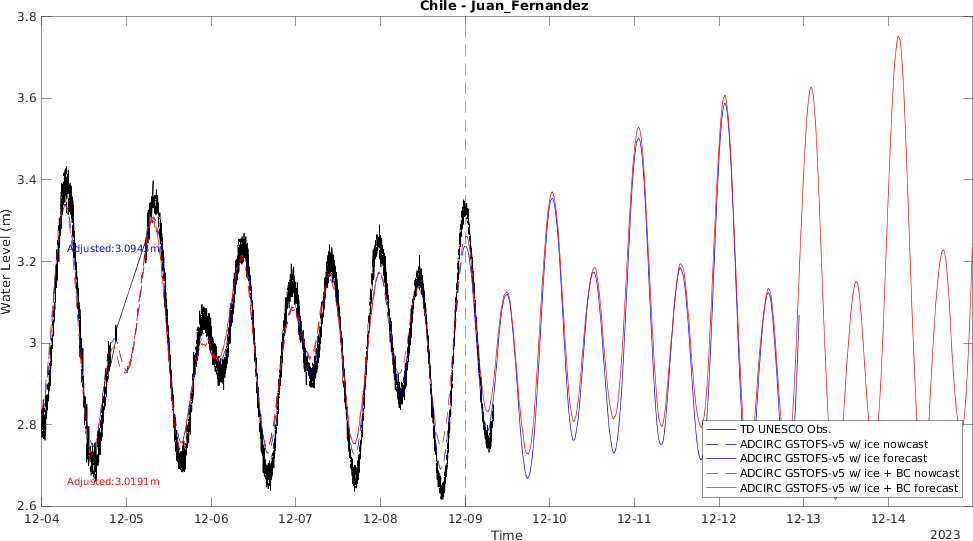 Chile - Juan_Fernandez
3.8
3.6
3.4
3.2
3
2.8
2.6
Water Level (m)
Adjusted:3.0943m
Adjusted:3.0191m
TD UNESCO Obs.
ADCIRC GSTOFS-v5 w/ ice nowcast
ADCIRC GSTOFS-v5 w/ ice forecast
ADCIRC GSTOFS-v5 w/ ice + BC nowcast
ADCIRC GSTOFS-v5 w/ ice + BC forecast
12-04 12-05 12-06 12-07 12-08 12-09 12-10 12-11 12-12 12-13 12-14
Time
2023